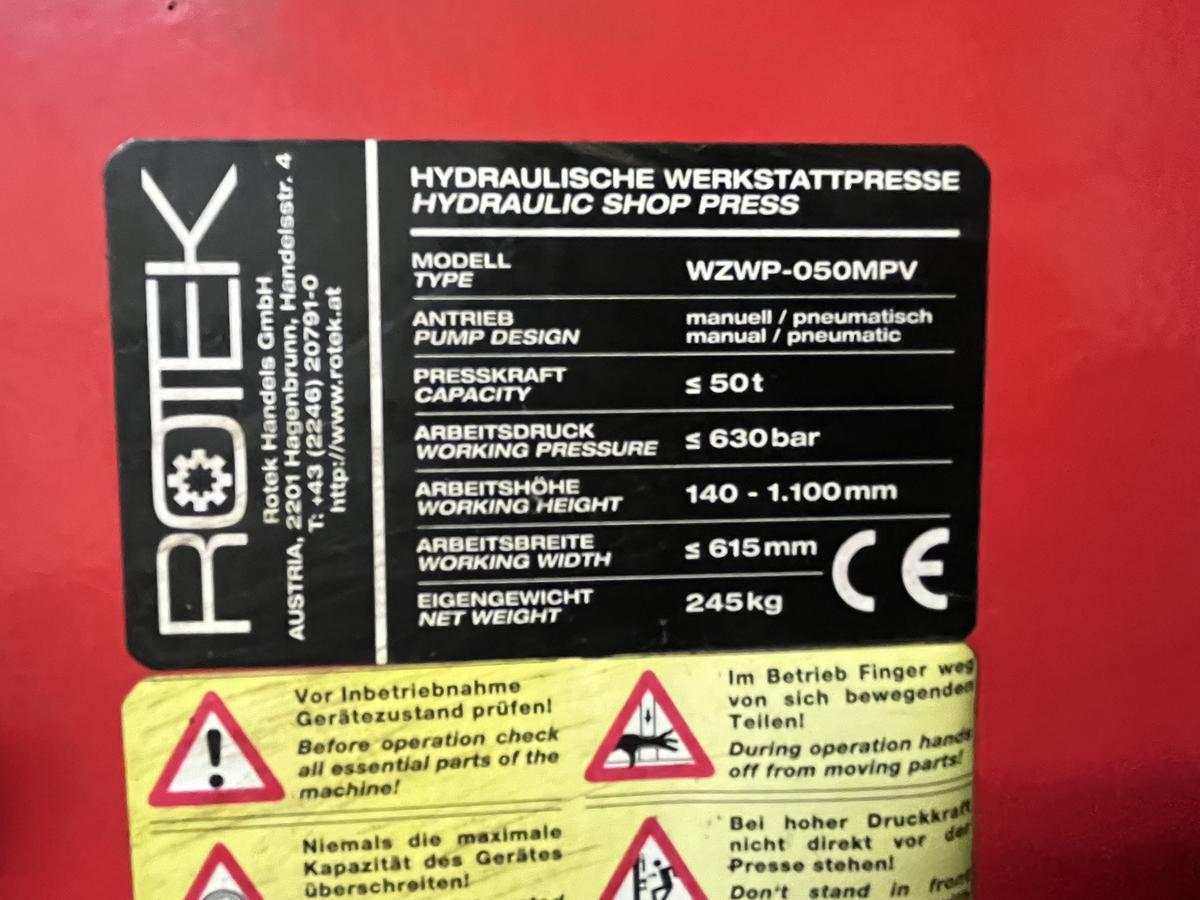 ROTEK
Rotek Handels GmbH
AUSTRIA, 2201 Hagenbrunn, Handelsstr. 4
T: +43 (2246) 20791-0
http://www.rotek.at
HYDRAULISCHE WERKSTATTPRESSE
HYDRAULIC SHOP PRESS
MODELL
TYPE
WZWP-050MPV
ANTRIEB
PUMP DESIGN
manuell / pneumatisch
manual / pneumatic
PRESSKRAFT
CAPACITY
≤ 50t
ARBEITSDRUCK
WORKING PRESSURE
≤ 630bar
ARBEITSHÖHE
WORKING HEIGHT
140 - 1.100mm
ARBEITSBREITE
WORKING WIDTH
≤ 615mm
EIGENGEWICHT
NET WEIGHT
245kg
CE
Vor Inbetriebnahme
Gerätezustand prüfen!
Before operation check
all essential parts of the
machine!
Im Betrieb Finger weg
von sich bewegenden
Teilen!
During operation hands
off from moving parts!
Niemals die maximale
Kapazität des Gerätes
überschreiten!
Bei hoher Druckkraft
nicht direkt vor der
Presse stehen!
Don't stand in front